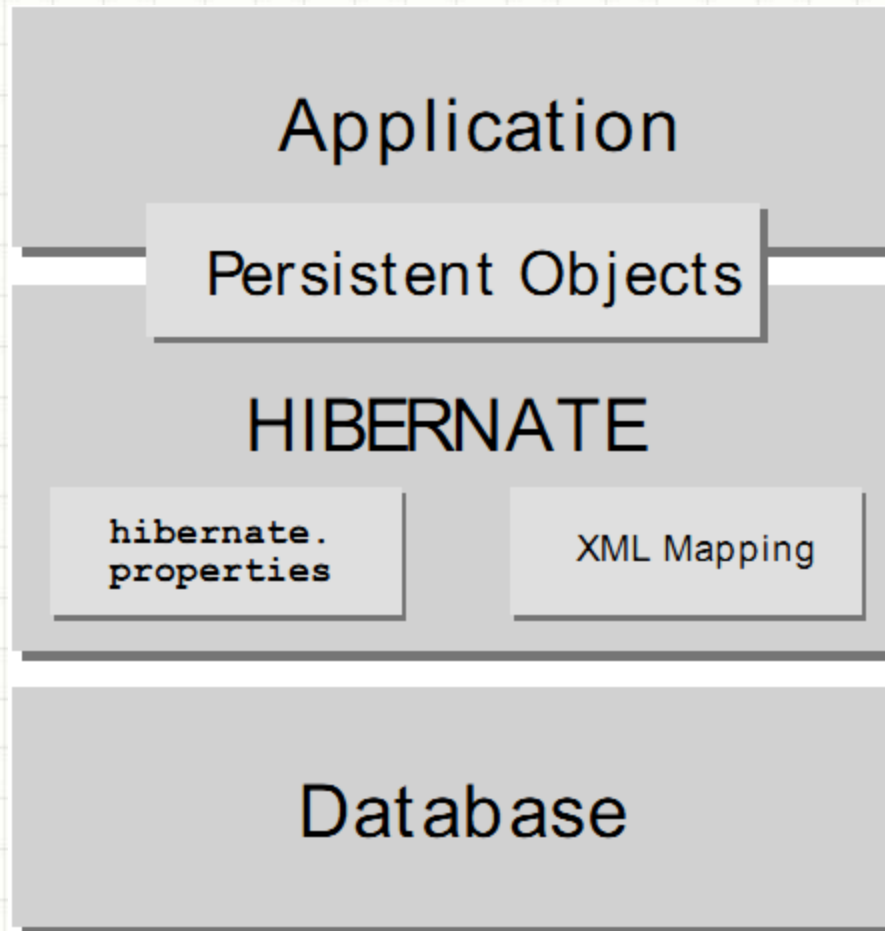 Application
Persistent Objects
HIBERNATE
hibernate.
properties
XML Mapping
Database